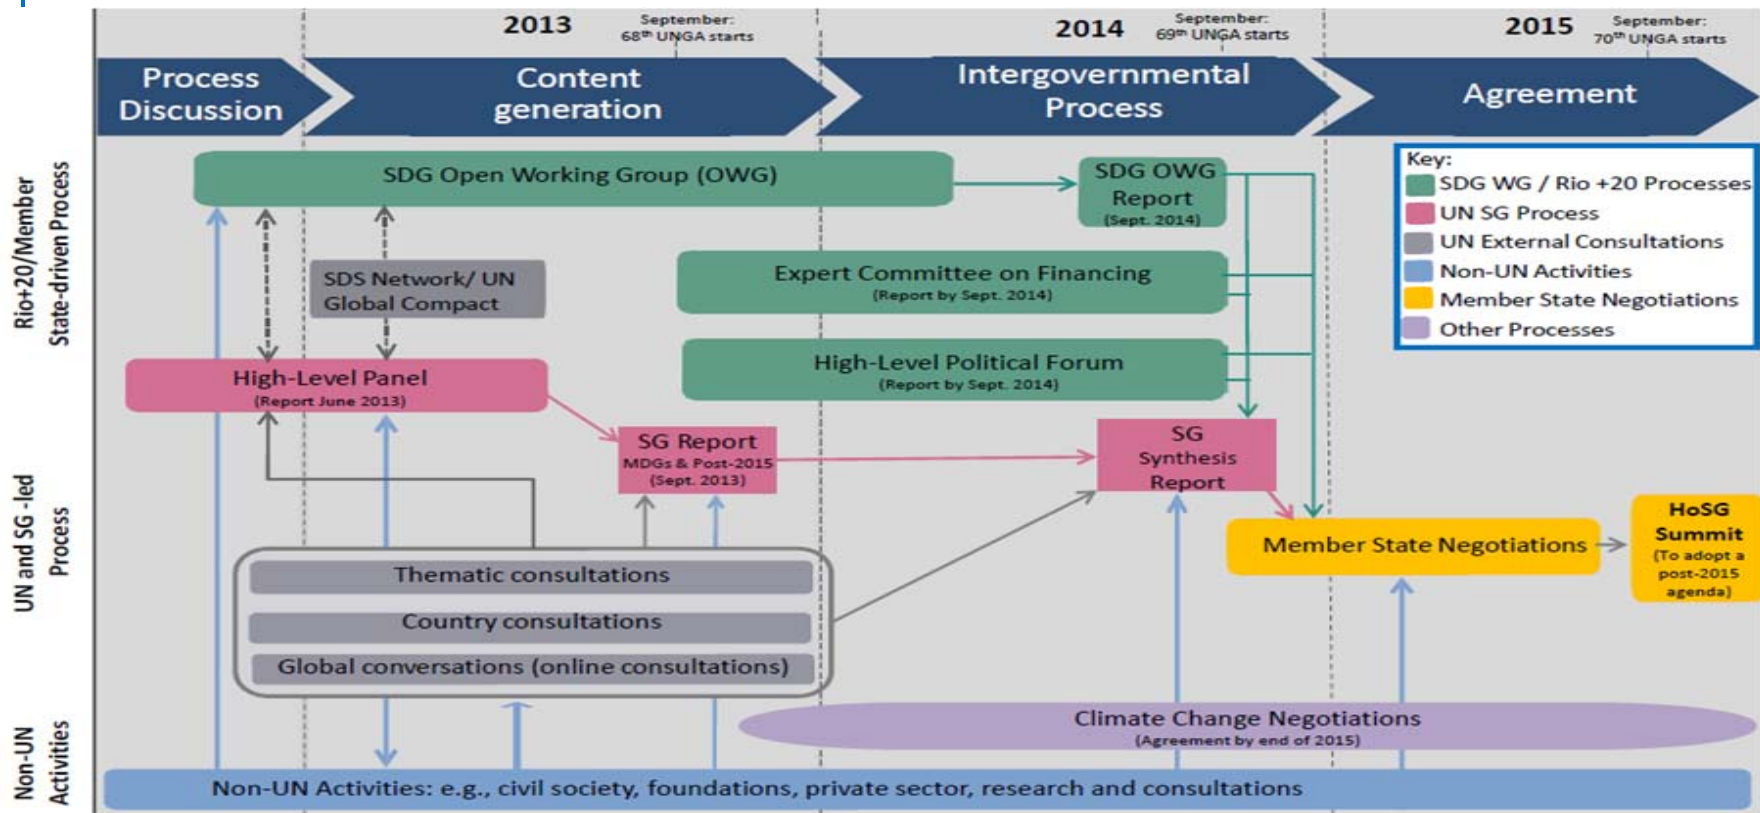 2013
September:
68th UNGA starts
2014
September:
69th UNGA starts
2015
September:
70th UNGA starts
Process
Discussion
Content
generation
Intergovernmental
Process
Agreement
Rio+20/Member
State-driven Process
UN and SG -led
Process
Non-UN
Activities
SDG Open Working Group (OWG)
SDG OWG
Report
(Sept. 2014)
Key:
SDG WG / Rio +20 Processes
UN SG Process
UN External Consultations
Non-UN Activities
Member State Negotiations
Other Processes
SDS Network/ UN
Global Compact
Expert Committee on Financing
(Report by Sept. 2014)
High-Level Political Forum
(Report by Sept. 2014)
High-Level Panel
(Report June 2013)
SG Report
MDGs & Post-2015
(Sept. 2013)
SG
Synthesis
Report
Member State Negotiations
HoSG
Summit
(To adopt a
post-2015
agenda)
Thematic consultations
Country consultations
Global conversations (online consultations)
Climate Change Negotiations
(Agreement by end of 2015)
Non-UN Activities: e.g., civil society, foundations, private sector, research and consultations